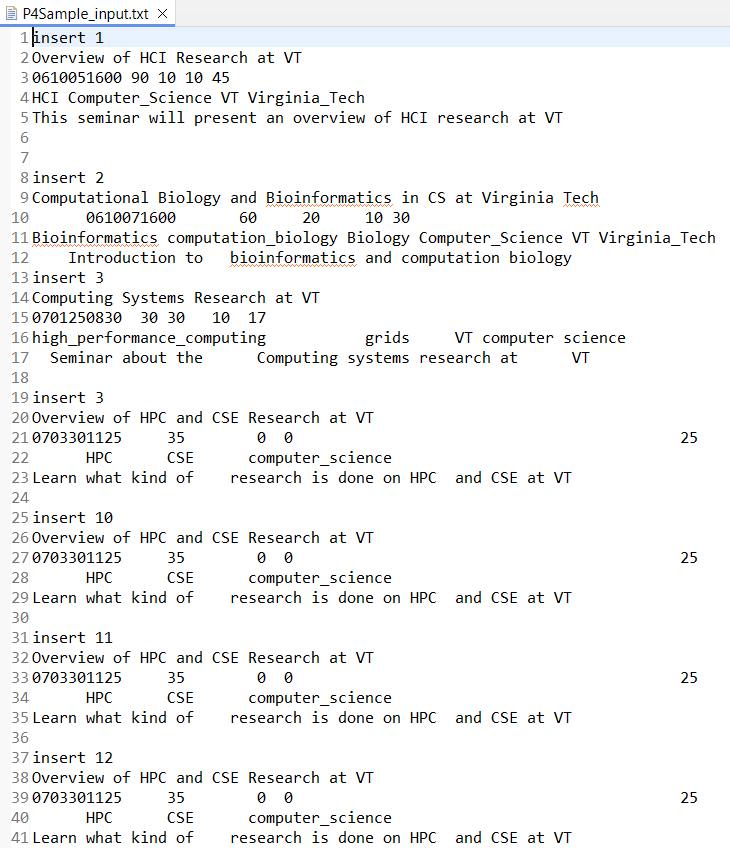 P4Sample_input.txt
1 insert 1
2 Overview of HCI Research at VT
3 0610051600 90 10 10 45
4 HCI Computer_Science VT Virginia_Tech
5 This seminar will present an overview of HCI research at VT
6
7
8 insert 2
9 Computational Biology and Bioinformatics in CS at Virginia Tech
10       0610071600       60     20     10 30
11 Bioinformatics computation_biology Biology Computer_Science VT Virginia_Tech
12     Introduction to   bioinformatics and computation biology
13 insert 3
14 Computing Systems Research at VT
15 0701250830  30 30   10  17
16 high_performance_computing           grids     VT computer science
17   Seminar about the      Computing systems research at      VT
18
19 insert 3
20 Overview of HPC and CSE Research at VT
21 0703301125     35        0  0                                           25
22       HPC      CSE      computer_science
23 Learn what kind of    research is done on HPC  and CSE at VT
24
25 insert 10
26 Overview of HPC and CSE Research at VT
27 0703301125     35        0  0                                           25
28       HPC      CSE      computer_science
29 Learn what kind of    research is done on HPC  and CSE at VT
30
31 insert 11
32 Overview of HPC and CSE Research at VT
33 0703301125     35        0  0                                           25
34       HPC      CSE      computer_science
35 Learn what kind of    research is done on HPC  and CSE at VT
36
37 insert 12
38 Overview of HPC and CSE Research at VT
39 0703301125     35        0  0                                           25
40       HPC      CSE      computer_science
41 Learn what kind of    research is done on HPC  and CSE at VT